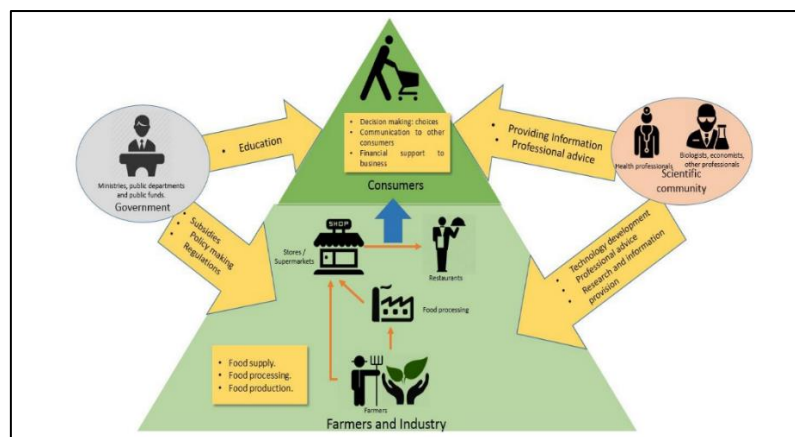 • Decision making: choices
• Communication to other
consumers
• Financial support to
business
Consumers
• Education
• Providing Information
• Professional advice
Ministries, public departments
and public funds.
Government
Health professionals
Biologists, economists,
other professionals
Scientific
community
• Subsidies
• Policy making
• Regulations
• Technology development
• Professional advice
• Research and information
provision
SHOP
Stores /
Supermarkets
Restaurants
Food processing
• Food supply.
• Food processing.
• Food production.
Farmers
Farmers and Industry